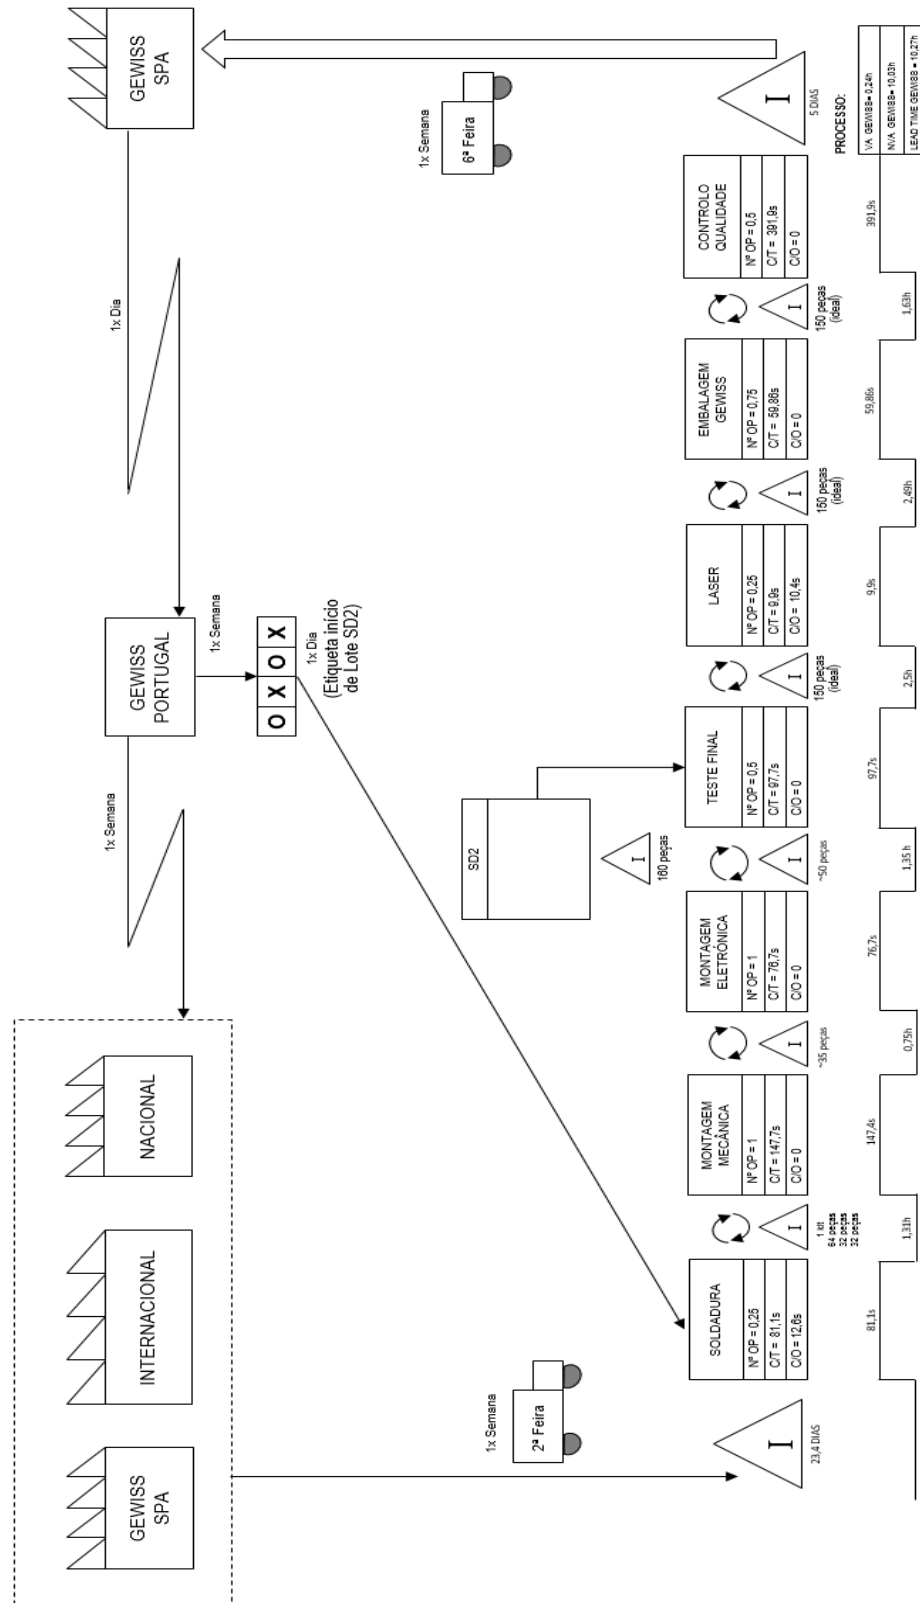 GEWISS
SPA
INTERNACIONAL
NACIONAL
1x Semana
GEWISS
PORTUGAL
1x Dia
GEWISS
SPA
1x Semana
O X O X
1x Dia
(Etiqueta início
de Lote SD2)
1x Semana
2ª Feira
SD2
I
160 peças
1x Semana
6ª Feira
I
23,4 DIAS
SOLDADURA
Nº OP = 0,25
C/T = 81,1s
C/O = 12,6s
I
1 kit
64 peças
32 peças
32 peças
MONTAGEM
MECÂNICA
Nº OP = 1
C/T = 147,7s
C/O = 0
I
~35 peças
MONTAGEM
ELETRÓNICA
Nº OP = 1
C/T = 76,7s
C/O = 0
I
~50 peças
TESTE FINAL
Nº OP = 0,5
C/T = 97,7s
C/O = 0
I
150 peças
(ideal)
LASER
Nº OP = 0,25
C/T = 9,9s
C/O = 10,4s
I
150 peças
(ideal)
EMBALAGEM
GEWISS
Nº OP = 0,75
C/T = 59,86s
C/O = 0
I
150 peças
(ideal)
CONTROLO
QUALIDADE
Nº OP = 0,5
C/T = 391,9s
C/O = 0
I
5 DIAS
PROCESSO:
81,1s
1,31h
147,4s
0,75h
76,7s
1,35 h
97,7s
2,5h
9,9s
2,49h
59,86s
1,63h
391,9s
VA GEWISS= 0,24h
NVA GEWISS= 10,03h
LEAD TIME GEWISS = 10,27h